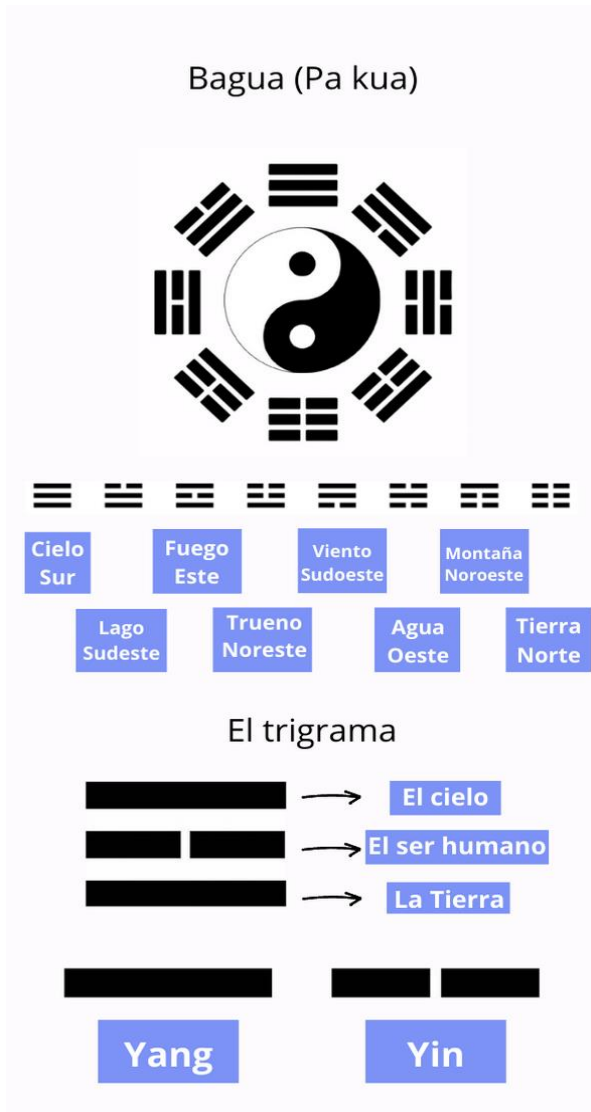 Bagua (Pa kua)
Cielo
Sur
Fuego
Este
Viento
Sudoeste
Montaña
Noroeste
Lago
Sudeste
Trueno
Noreste
Agua
Oeste
Tierra
Norte
El trigrama
El cielo
El ser humano
La Tierra
Yang
Yin